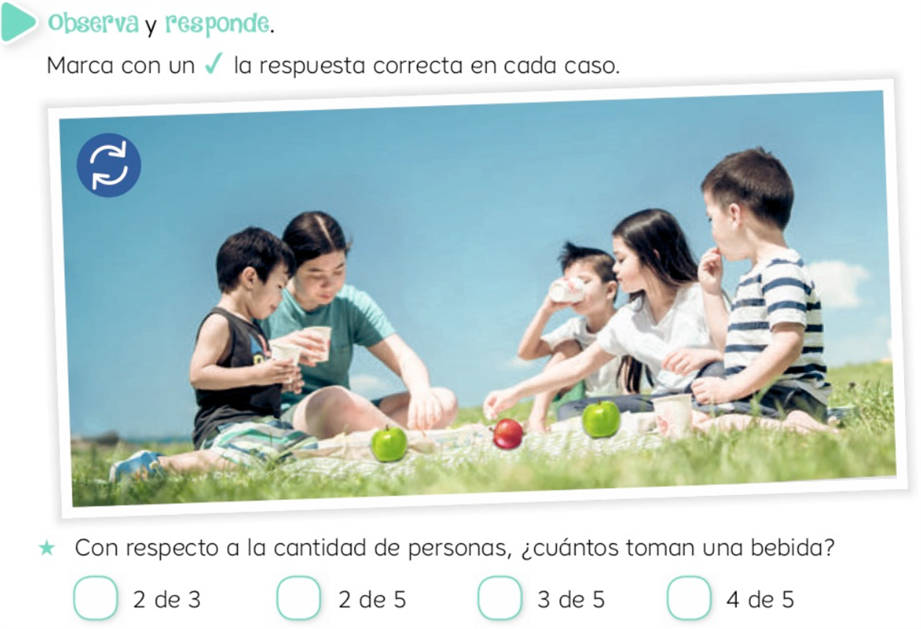 Observa y responde.
Marca con un ✓ la respuesta correcta en cada caso.
★ Con respecto a la cantidad de personas, ¿cuántos toman una bebida?
2 de 3 2 de 5 3 de 5 4 de 5